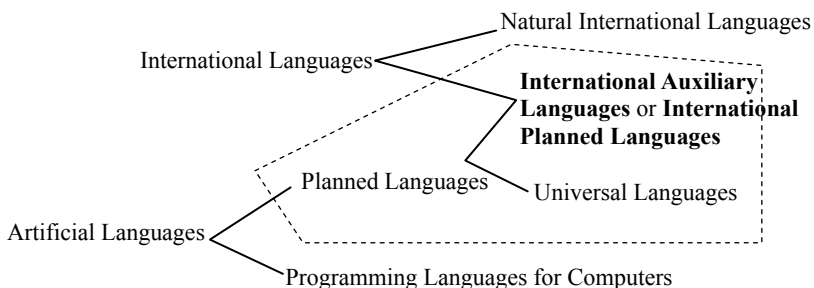 Natural International Languages
International Languages
International Auxiliary
Languages or International
Planned Languages
Planned Languages
Universal Languages
Artificial Languages
Programming Languages for Computers